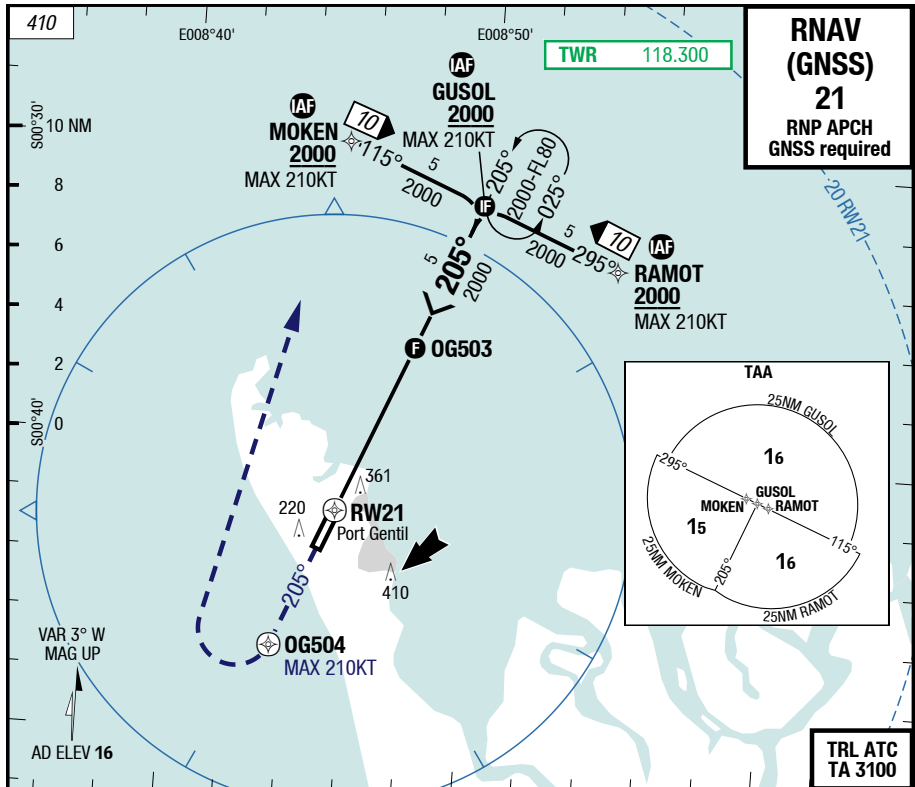 410
E008°40'
E008°50'
TWR 118.300
RNAV
(GNSS)
21
RNP APCH
GNSS required
IAF
GUSOL
2000
MAX 210KT
IAF
MOKEN
2000
MAX 210KT
S00°30'
10 NM
10
115°
5
2000
205°
2000-FL80
025°
IF
5
2000
10
295°
IAF
RAMOT
2000
MAX 210KT
20 RW21
8
6
4
2
0
S00°40'
5
205°
2000
F OG503
TAA
25NM GUSOL
16
295°
GUSOL
MOKEN
RAMOT
15
115°
205°
16
25NM MOKEN
25NM RAMOT
361
220
RW21
Port Gentil
410
205°
OG504
MAX 210KT
VAR 3° W
MAG UP
AD ELEV 16
TRL ATC
TA 3100